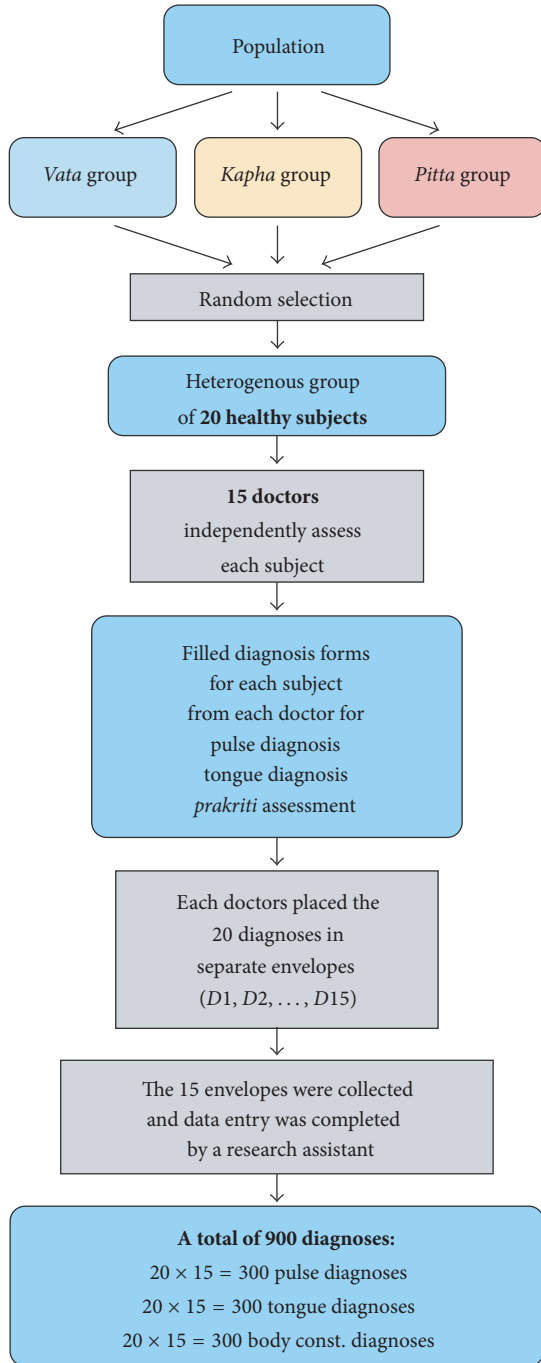 Population
Vata group
Kapha group
Pitta group
Random selection
Heterogenous group
of 20 healthy subjects
15 doctors
independently assess
each subject
Filled diagnosis forms
for each subject
from each doctor for
pulse diagnosis
tongue diagnosis
prakriti assessment
Each doctors placed the
20 diagnoses in
separate envelopes
(D1, D2, . . . , D15)
The 15 envelopes were collected
and data entry was completed
by a research assistant
A total of 900 diagnoses:
20 × 15 = 300 pulse diagnoses
20 × 15 = 300 tongue diagnoses
20 × 15 = 300 body const. diagnoses